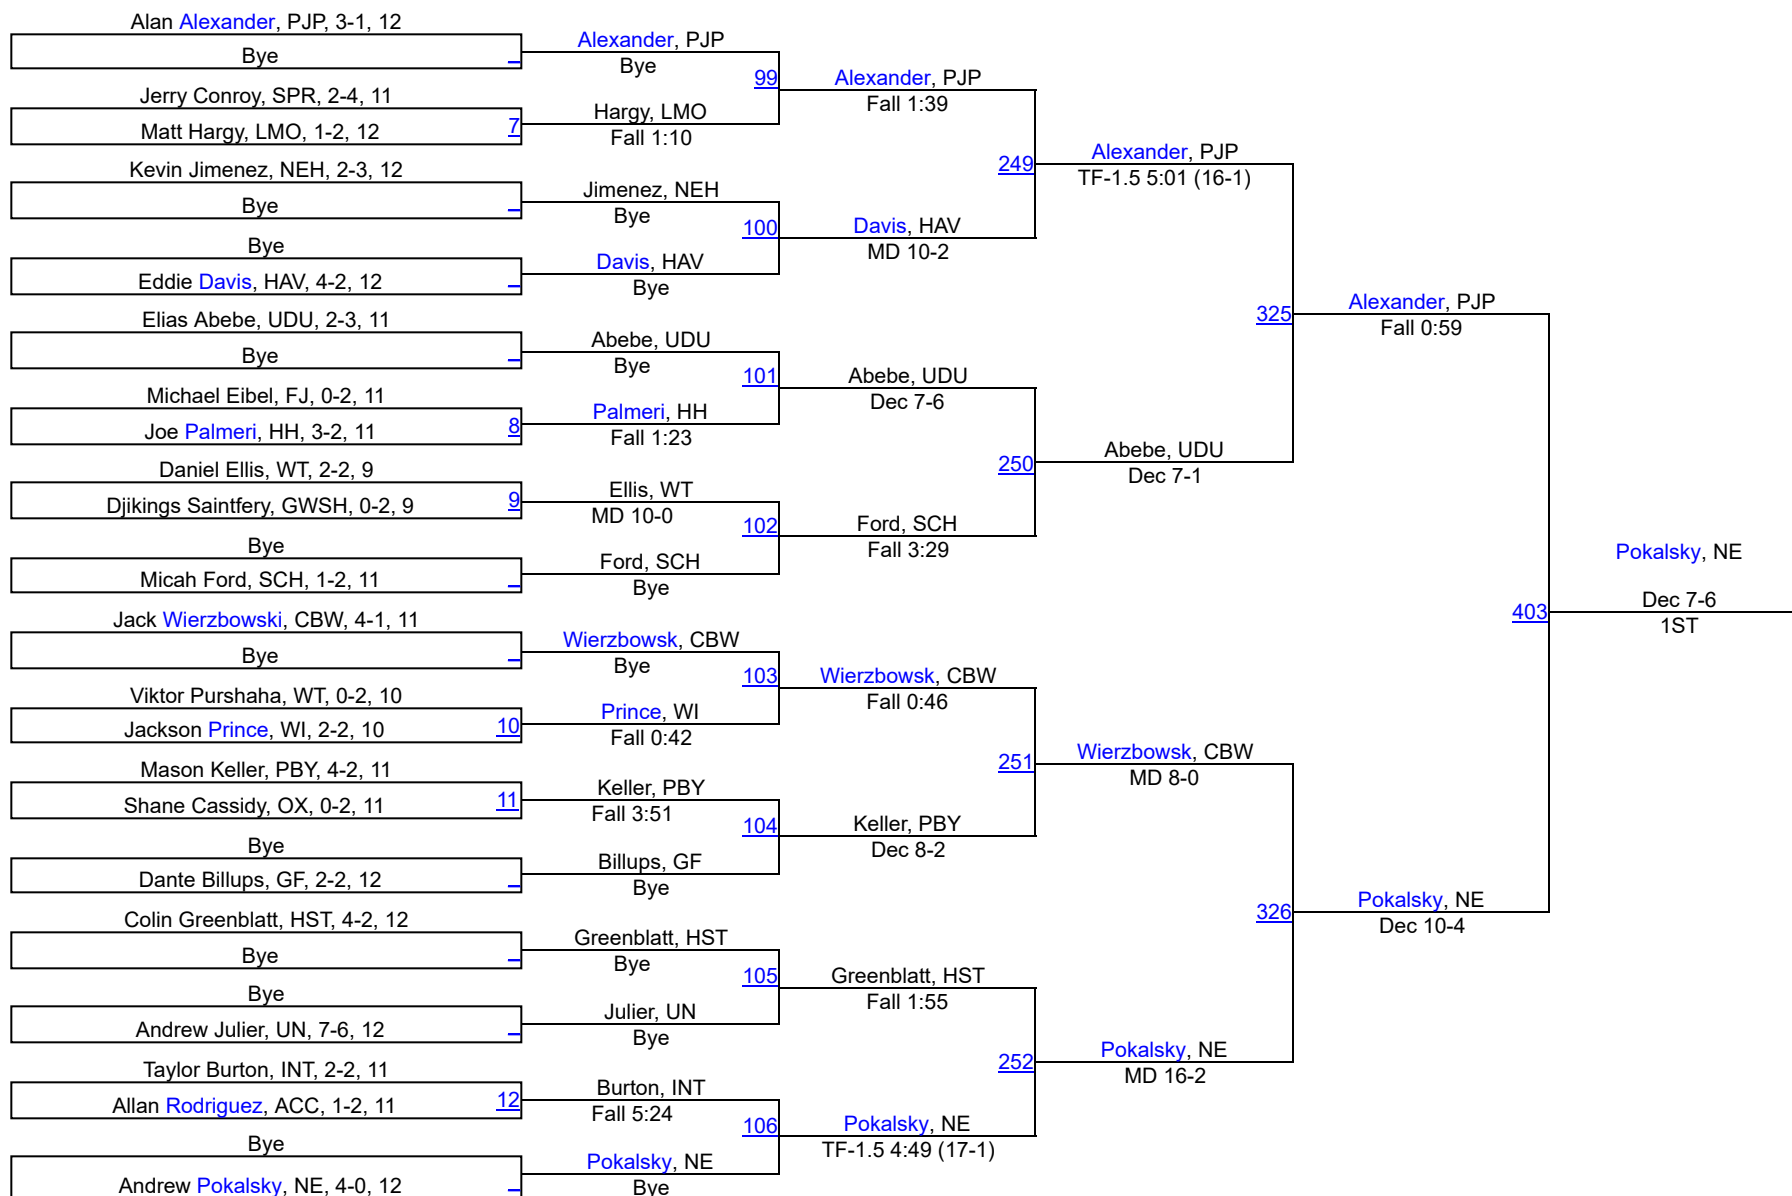 Alan Alexander, PJP, 3-1, 12
Bye
Jerry Conroy, SPR, 2-4, 11
Matt Hargy, LMO, 1-2, 12
7
Kevin Jimenez, NEH, 2-3, 12
Bye
Bye
Eddie Davis, HAV, 4-2, 12
Elias Abebe, UDU, 2-3, 11
Bye
Michael Eibel, FJ, 0-2, 11
Joe Palmeri, HH, 3-2, 11
8
Daniel Ellis, WT, 2-2, 9
Djikings Saintfery, GWSH, 0-2, 9
9
Bye
Micah Ford, SCH, 1-2, 11
Jack Wierzbowski, CBW, 4-1, 11
Bye
Viktor Purshaha, WT, 0-2, 10
Jackson Prince, WI, 2-2, 10
10
Mason Keller, PBY, 4-2, 11
Shane Cassidy, OX, 0-2, 11
11
Bye
Dante Billups, GF, 2-2, 12
Colin Greenblatt, HST, 4-2, 12
Bye
Bye
Andrew Julier, UN, 7-6, 12
Taylor Burton, INT, 2-2, 11
Allan Rodriguez, ACC, 1-2, 11
12
Bye
Andrew Pokalsky, NE, 4-0, 12
Alexander, PJP
Bye
99
Hargy, LMO
Fall 1:10
Jimenez, NEH
Bye
100
Davis, HAV
Bye
Abebe, UDU
Bye
101
Palmeri, HH
Fall 1:23
Ellis, WT
MD 10-0
102
Ford, SCH
Bye
Wierzbowsk, CBW
Bye
103
Prince, WI
Fall 0:42
Keller, PBY
Fall 3:51
104
Billups, GF
Bye
Greenblatt, HST
Bye
105
Julier, UN
Bye
Burton, INT
Fall 5:24
106
Pokalsky, NE
Bye
Alexander, PJP
Fall 1:39
249
Davis, HAV
MD 10-2
Abebe, UDU
Dec 7-6
250
Ford, SCH
Fall 3:29
Wierzbowsk, CBW
Fall 0:46
251
Keller, PBY
Dec 8-2
Greenblatt, HST
Fall 1:55
252
Pokalsky, NE
TF-1.5 4:49 (17-1)
Alexander, PJP
TF-1.5 5:01 (16-1)
325
Abebe, UDU
Dec 7-1
Wierzbowsk, CBW
MD 8-0
326
Pokalsky, NE
MD 16-2
Alexander, PJP
Fall 0:59
403
Pokalsky, NE
Dec 10-4
Pokalsky, NE
Dec 7-6
1ST